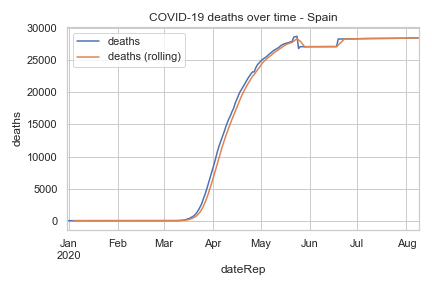 COVID-19 deaths over time - Spain
deaths
deaths (rolling)
30000
25000
20000
15000
10000
5000
0
deaths
Jan Feb Mar Apr May Jun Jul Aug
2020
dateRep